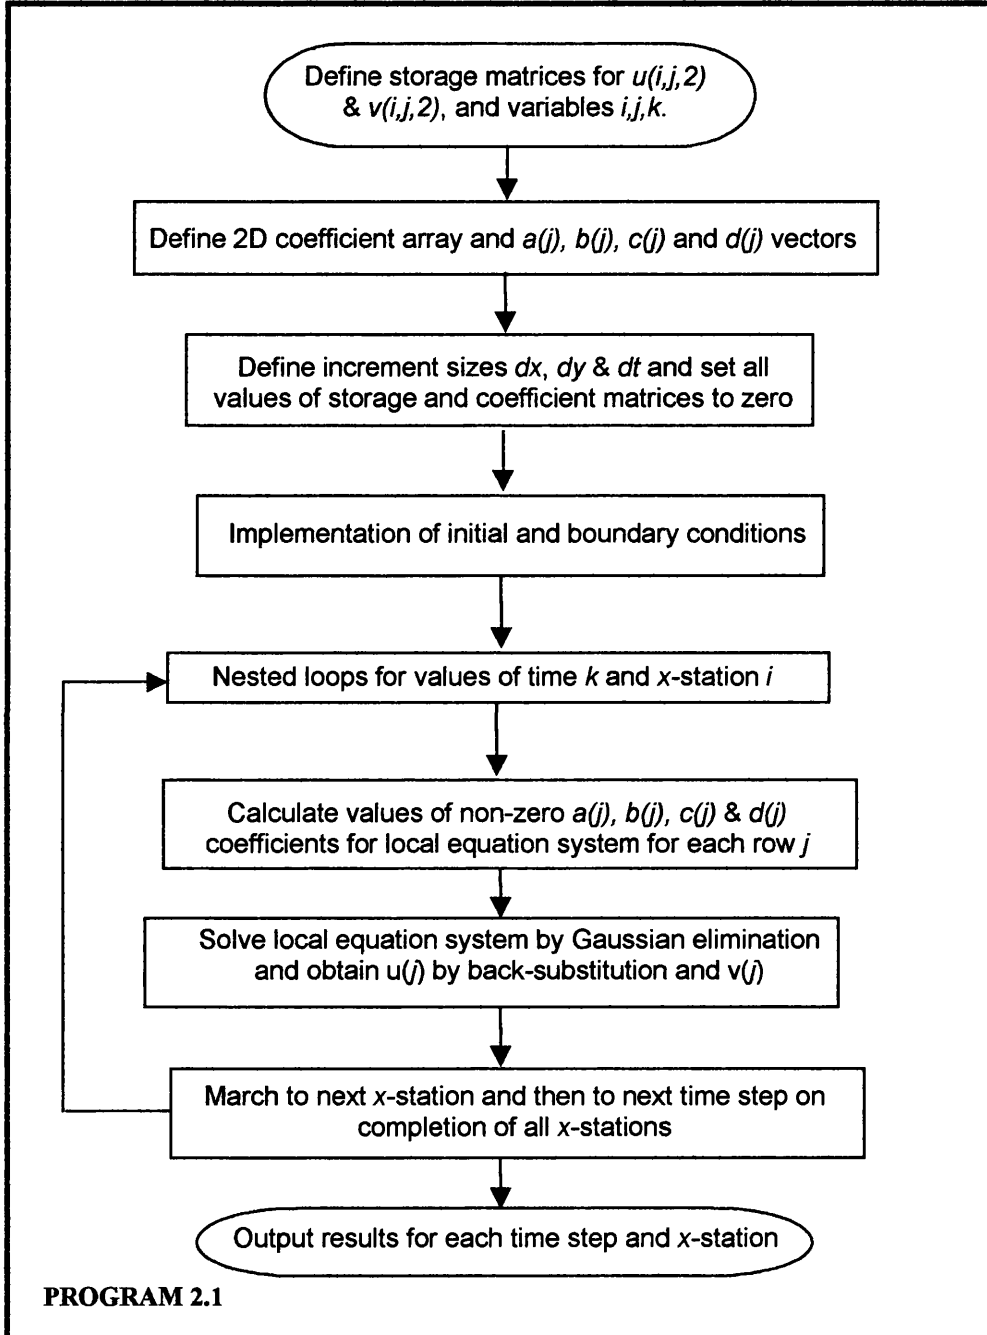 Define storage matrices for u(i,j,2)
& v(i,j,2), and variables i,j,k.
Define 2D coefficient array and a(j), b(j), c(j) and d(j) vectors
Define increment sizes dx, dy & dt and set all
values of storage and coefficient matrices to zero
Implementation of initial and boundary conditions
Nested loops for values of time k and x-station i
Calculate values of non-zero a(j), b(j), c(j) & d(j)
coefficients for local equation system for each row j
Solve local equation system by Gaussian elimination
and obtain u(j) by back-substitution and v(j)
March to next x-station and then to next time step on
completion of all x-stations
Output results for each time step and x-station
PROGRAM 2.1